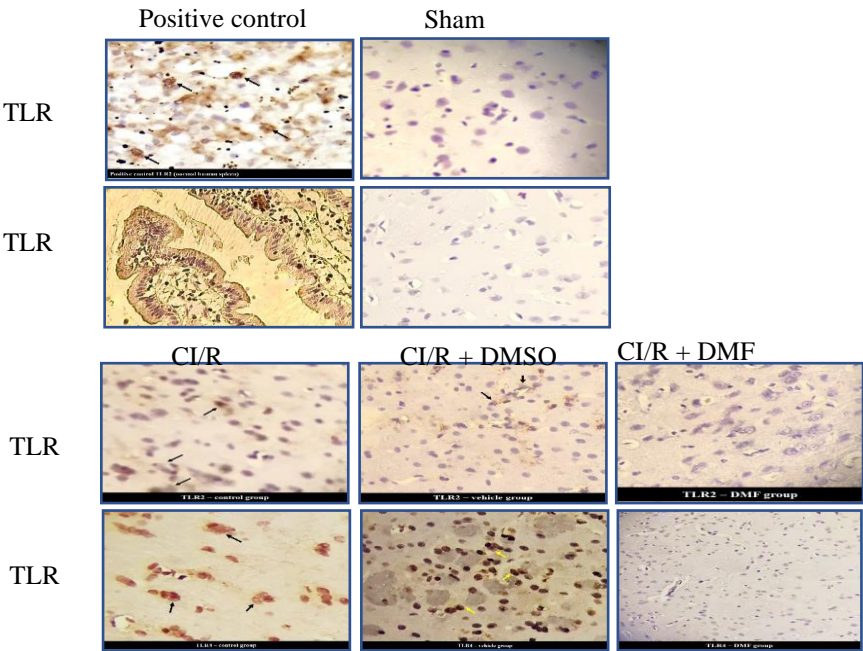 Positive control Sham
TLR
Positive control TLR2 (normal human spleen)
TLR
CI/R CI/R + DMSO CI/R + DMF
TLR
TLR2 – control group TLR2 – vehicle group TLR2 – DMF group
TLR
TLR4 – control group TLR4 – vehicle group TLR4 – DMF group